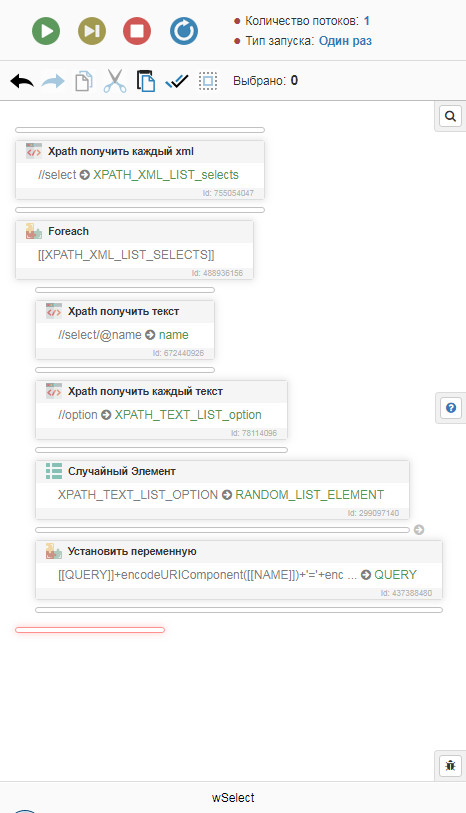 Количество потоков: 1
Тип запуска: Один раз
Выбрано: 0
Xpath получить каждый xml
//select XPATH_XML_LIST_selects
Id: 755054047
Foreach
[[XPATH_XML_LIST_SELECTS]]
Id: 488936156
Xpath получить текст
//select/@name name
Id: 672440926
Xpath получить каждый текст
//option XPATH_TEXT_LIST_option
Id: 78114096
Случайный Элемент
XPATH_TEXT_LIST_OPTION RANDOM_LIST_ELEMENT
Id: 299097140
Установить переменную
[[QUERY]]+encodeURIComponent([[NAME]])+'='+enc ... QUERY
Id: 437388480
wSelect